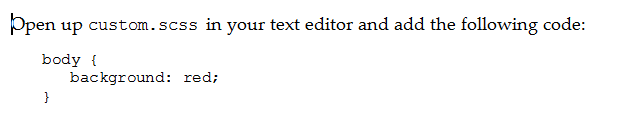 Open up custom.scss in your text editor and add the following code:
body {
background: red;
}